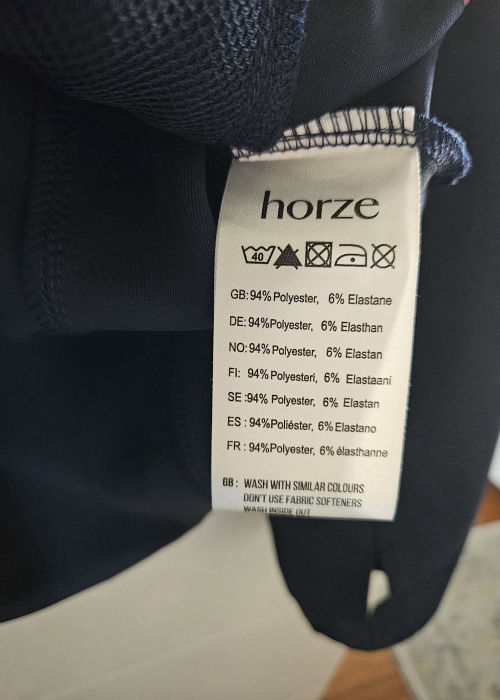 horze
40
GB:94% Polyester, 6% Elastane
DE:94%Polyester, 6% Elasthan
NO:94% Polyester, 6% Elastan
FI: 94%Polyesteri, 6% Elastaani
SE :94% Polyester, 6% Elastan
ES : 94%Poliéster, 6% Elastano
FR : 94%Polyester, 6% élasthanne
GB : WASH WITH SIMILAR COLOURS
DON'T USE FABRIC SOFTENERS
WASH INSIDE OUT